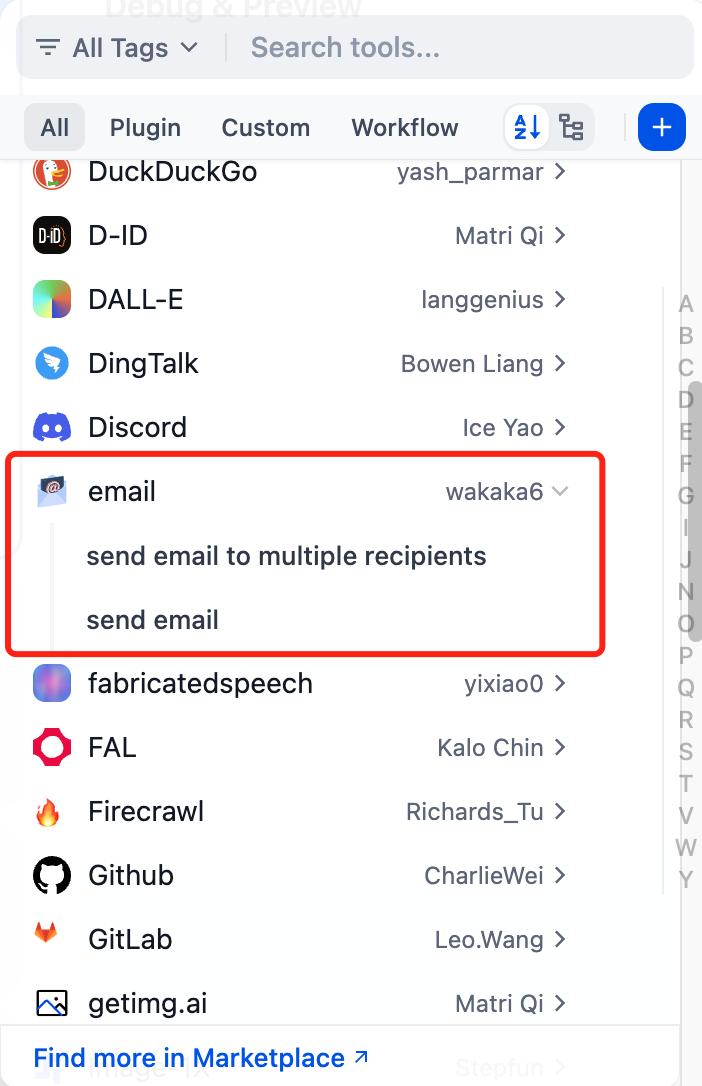 Debug & Preview
All Tags Search tools...
All Plugin Custom Workflow A Z
DuckDuckGo yash_parmar
D-iD D-ID Matri Qi
DALL-E langgenius
DingTalk Bowen Liang
Discord Ice Yao
@ email wakaka6
send email to multiple recipients
send email
fabricatedspeech yixiao0
FAL Kalo Chin
Firecrawl Richards_Tu
Github CharlieWei
GitLab Leo.Wang
getimg.ai Matri Qi
Find more in Marketplace
Stepfun
A
B
C
D
E
F
G
I
J
N
O
P
Q
R
S
T
V
W
Y